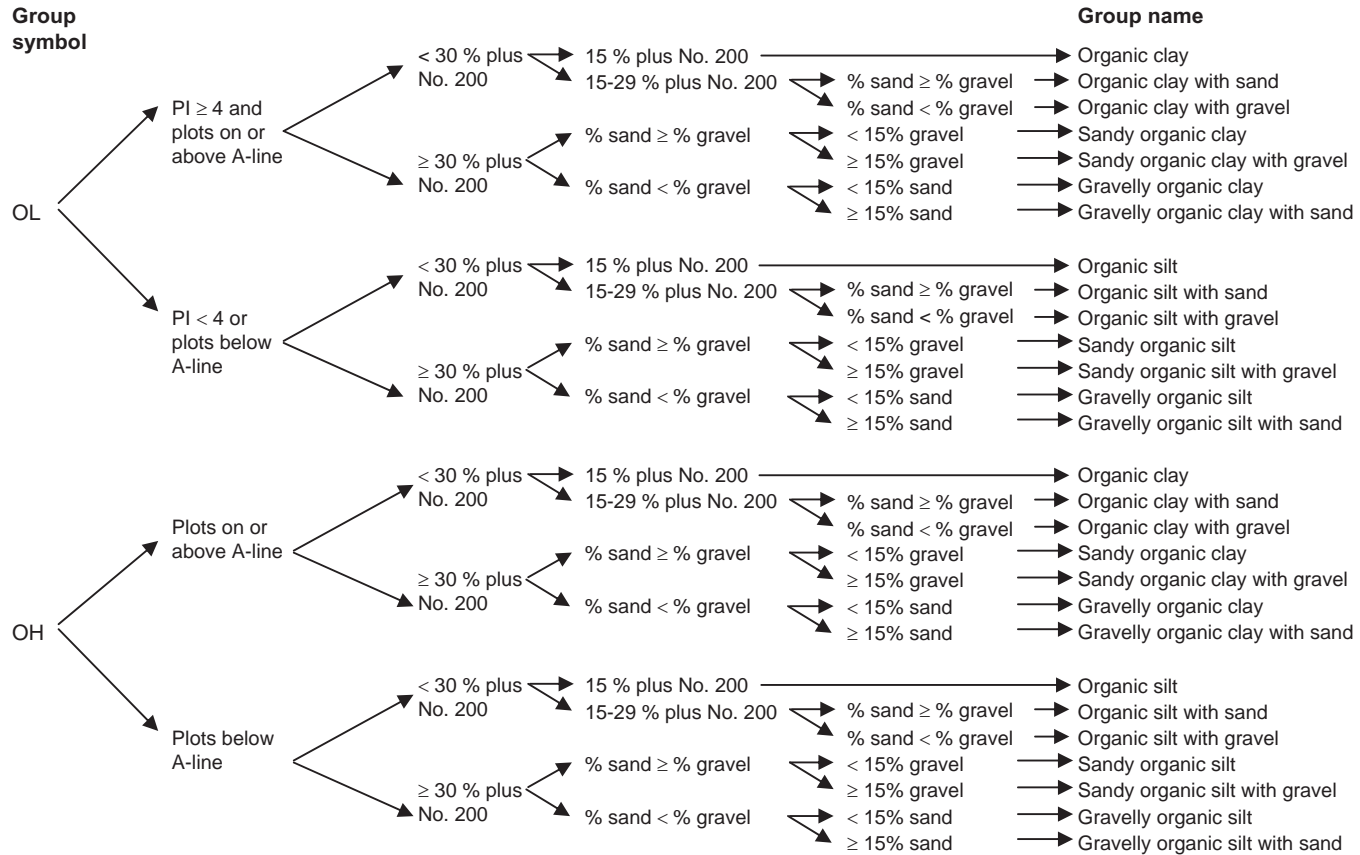 Group symbol
Group name
OL
PI ≥ 4 and
plots on or
above A-line
< 30 % plus
No. 200
15 % plus No. 200
Organic clay
15-29 % plus No. 200
% sand ≥ % gravel
Organic clay with sand
% sand < % gravel
Organic clay with gravel
≥ 30 % plus
No. 200
% sand ≥ % gravel
< 15% gravel
Sandy organic clay
≥ 15% gravel
Sandy organic clay with gravel
% sand < % gravel
< 15% sand
Gravelly organic clay
≥ 15% sand
Gravelly organic clay with sand
PI < 4 or
plots below
A-line
< 30 % plus
No. 200
15 % plus No. 200
Organic silt
15-29 % plus No. 200
% sand ≥ % gravel
Organic silt with sand
% sand < % gravel
Organic silt with gravel
≥ 30 % plus
No. 200
% sand ≥ % gravel
< 15% gravel
Sandy organic silt
≥ 15% gravel
Sandy organic silt with gravel
% sand < % gravel
< 15% sand
Gravelly organic silt
≥ 15% sand
Gravelly organic silt with sand
OH
Plots on or
above A-line
< 30 % plus
No. 200
15 % plus No. 200
Organic clay
15-29 % plus No. 200
% sand ≥ % gravel
Organic clay with sand
% sand < % gravel
Organic clay with gravel
≥ 30 % plus
No. 200
% sand ≥ % gravel
< 15% gravel
Sandy organic clay
≥ 15% gravel
Sandy organic clay with gravel
% sand < % gravel
< 15% sand
Gravelly organic clay
≥ 15% sand
Gravelly organic clay with sand
Plots below
A-line
< 30 % plus
No. 200
15 % plus No. 200
Organic silt
15-29 % plus No. 200
% sand ≥ % gravel
Organic silt with sand
% sand < % gravel
Organic silt with gravel
≥ 30 % plus
No. 200
% sand ≥ % gravel
< 15% gravel
Sandy organic silt
≥ 15% gravel
Sandy organic silt with gravel
% sand < % gravel
< 15% sand
Gravelly organic silt
≥ 15% sand
Gravelly organic silt with sand